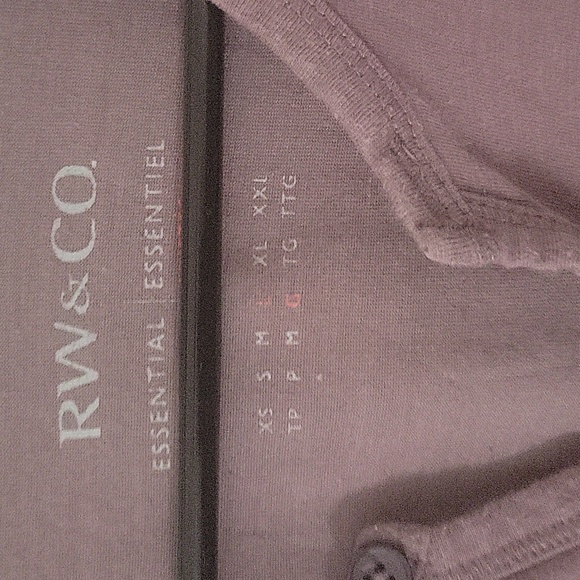 RW&CO.
ESSENTIAL | ESSENTIEL
XS S M L XL XXL
TP P M G TG TTG